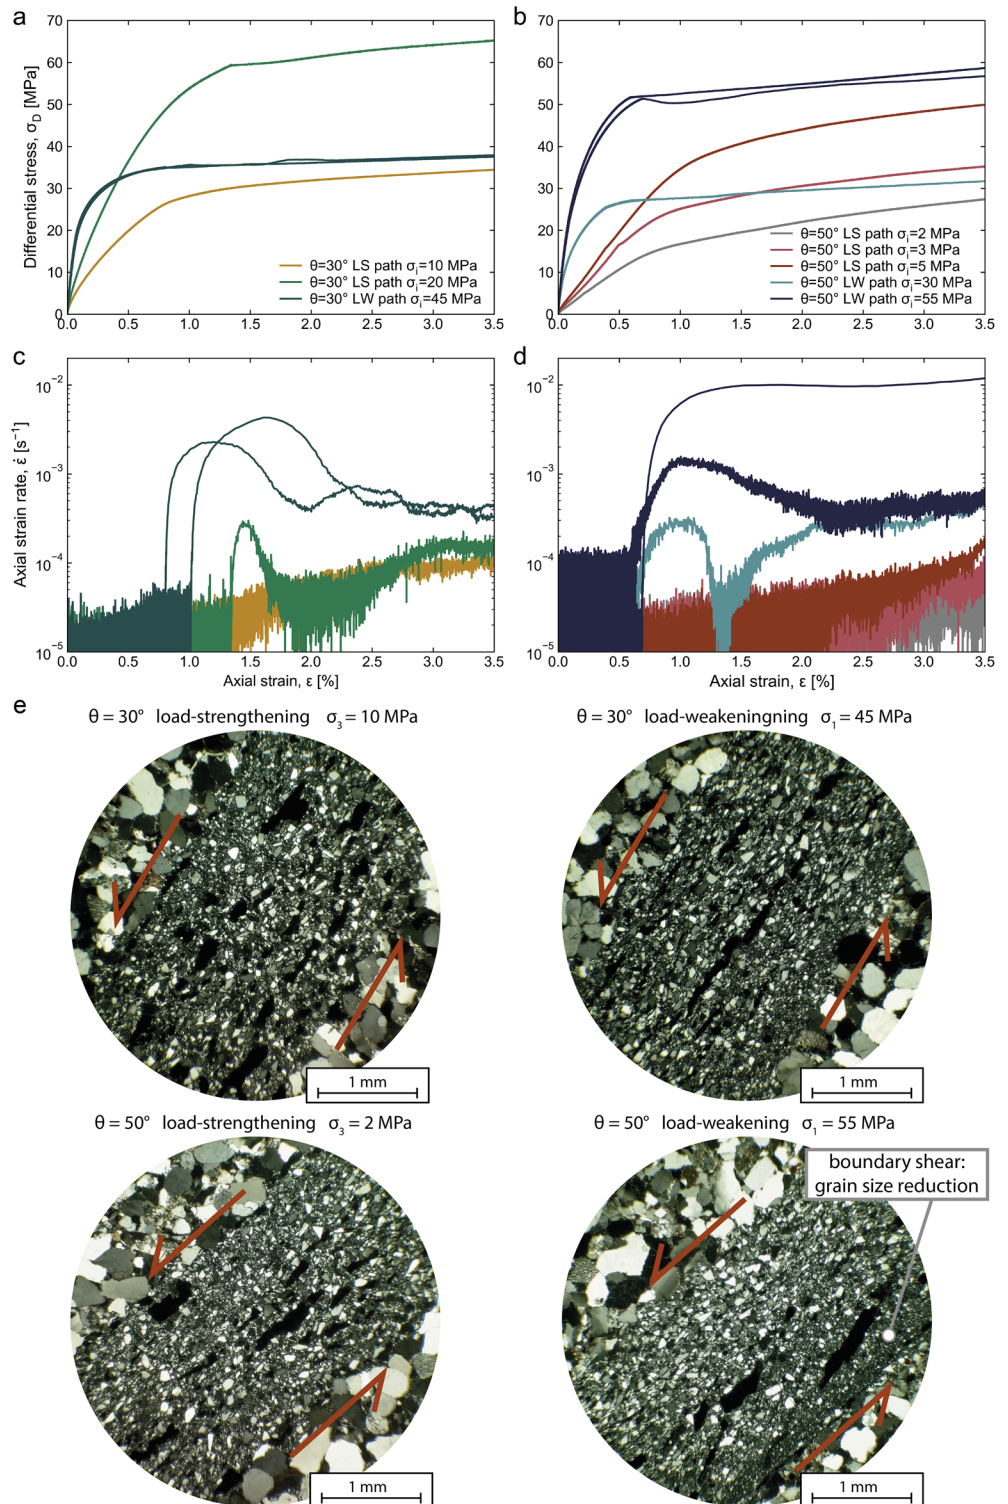 a
b
70
60
50
40
30
20
10
0
Differential stress, σD [MPa]
θ=30° LS path σi=10 MPa
θ=30° LS path σi=20 MPa
θ=30° LW path σi=45 MPa
0.0 0.5 1.0 1.5 2.0 2.5 3.0 3.5
70
60
50
40
30
20
10
0
θ=50° LS path σi=2 MPa
θ=50° LS path σi=3 MPa
θ=50° LS path σi=5 MPa
θ=50° LW path σi=30 MPa
θ=50° LW path σi=55 MPa
0.0 0.5 1.0 1.5 2.0 2.5 3.0 3.5
c
d
10⁻²
10⁻³
10⁻⁴
10⁻⁵
Axial strain rate, ε̇ [s⁻¹]
0.0 0.5 1.0 1.5 2.0 2.5 3.0 3.5
Axial strain, ε [%]
10⁻²
10⁻³
10⁻⁴
10⁻⁵
0.0 0.5 1.0 1.5 2.0 2.5 3.0 3.5
Axial strain, ε [%]
e
θ = 30° load-strengthening σ₃ = 10 MPa
θ = 30° load-weakeningning σ₁ = 45 MPa
1 mm
1 mm
θ = 50° load-strengthening σ₃ = 2 MPa
θ = 50° load-weakening σ₁ = 55 MPa
boundary shear:
grain size reduction
1 mm
1 mm